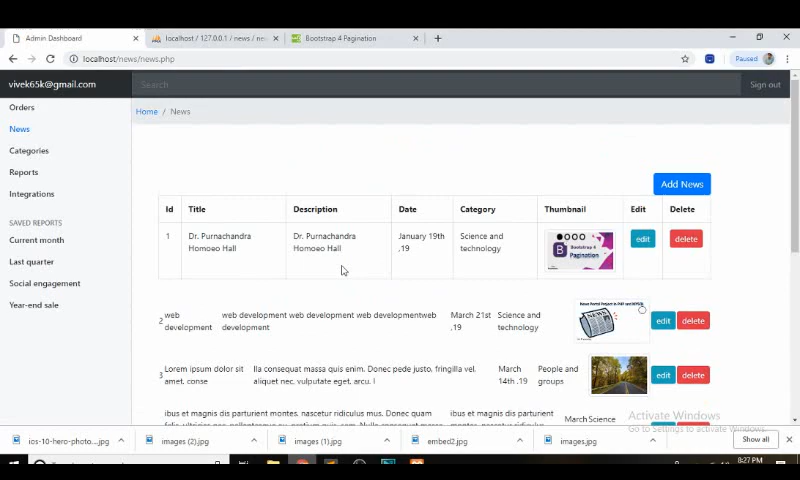 Admin Dashboard
localhost / 127.0.0.1 / news / ne
Bootstrap 4 Pagination
localhost/news/news.php
Paused
vivek65k@gmail.com
Search
Sign out
Orders
News
Categories
Reports
Integrations
SAVED REPORTS
Current month
Last quarter
Social engagement
Year-end sale
Home / News
Add News
Id Title Description Date Category Thumbnail Edit Delete
1 Dr. Purnachandra Dr. Purnachandra January 19th Science and edit delete
Homoeo Hall Homoeo Hall ,19 technology
Bootstrap 4
Pagination
2 web web development web development web developmentweb March 21st Science and edit delete
development development ,19 technology
News Portal Project in PHP
NEWS
3 Lorem ipsum dolor sit lla consequat massa quis enim. Donec pede justo, fringilla vel, March People and edit delete
amet, conse aliquet nec, vulputate eget, arcu. I 14th ,19 groups
ibus et magnis dis parturient montes, nascetur ridiculus mus. Donec quam ibus et magnis dis parturient
March Science
Activate Windows
Go to Settings to activate Windows.
ios-10-hero-photo....jpg
images (2).jpg
images (1).jpg
embed2.jpg
images.jpg
Show all
8:27 PM